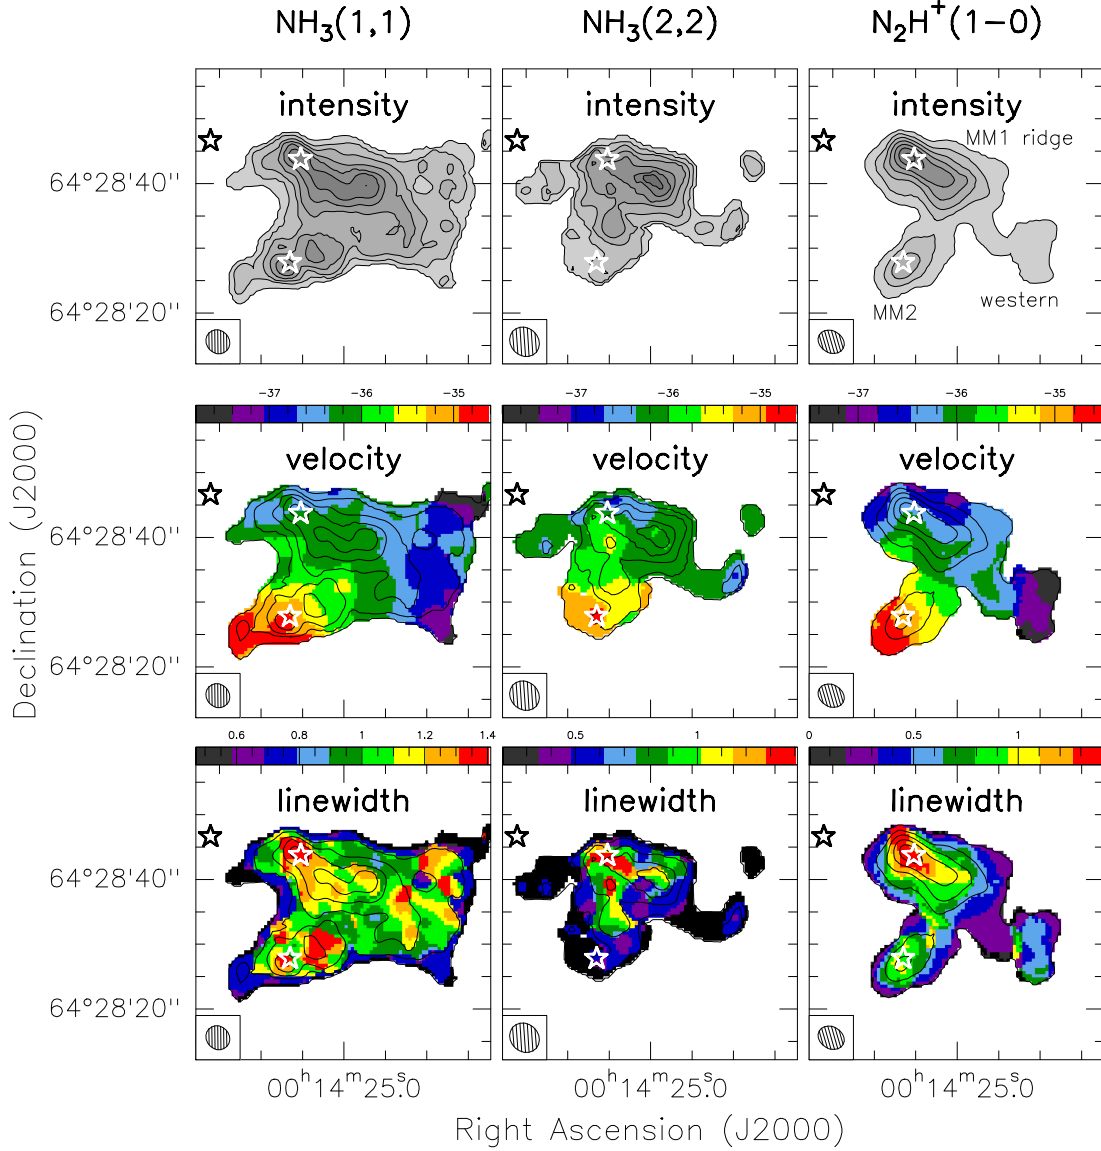 NH₃(1,1) NH₃(2,2) N₂H⁺(1−0)
intensity intensity intensity
MM1 ridge
64°28'40''
western
64°28'20''
MM2
−37 −36 −35 −37 −36 −35 −37 −36 −35
velocity velocity velocity
64°28'40''
64°28'20''
0.6 0.8 1 1.2 1.4 0.5 1 0 0.5 1
linewidth linewidth linewidth
64°28'40''
64°28'20''
00ʰ14ᵐ25ˢ.0 00ʰ14ᵐ25ˢ.0 00ʰ14ᵐ25ˢ.0
Right Ascension (J2000)
Declination (J2000)